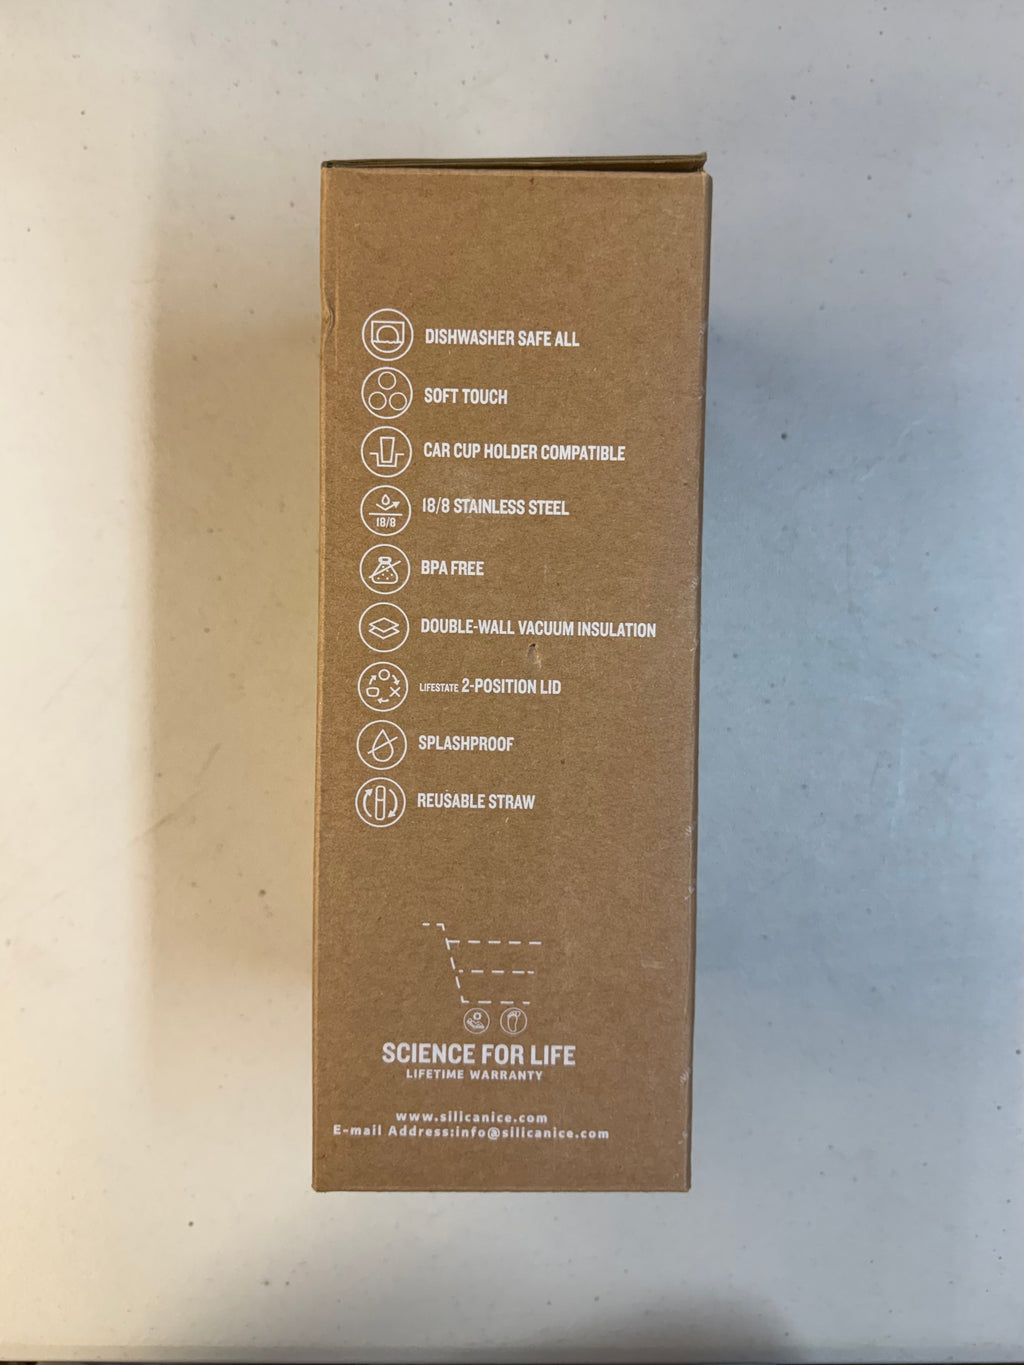 DISHWASHER SAFE ALL
SOFT TOUCH
CAR CUP HOLDER COMPATIBLE
18/8 STAINLESS STEEL
18/8
BPA FREE
DOUBLE-WALL VACUUM INSULATION
LIFESTATE 2-POSITION LID
SPLASHPROOF
REUSABLE STRAW
SCIENCE FOR LIFE
LIFETIME WARRANTY
www.silicanice.com
E-mail Address:info@silicanice.com